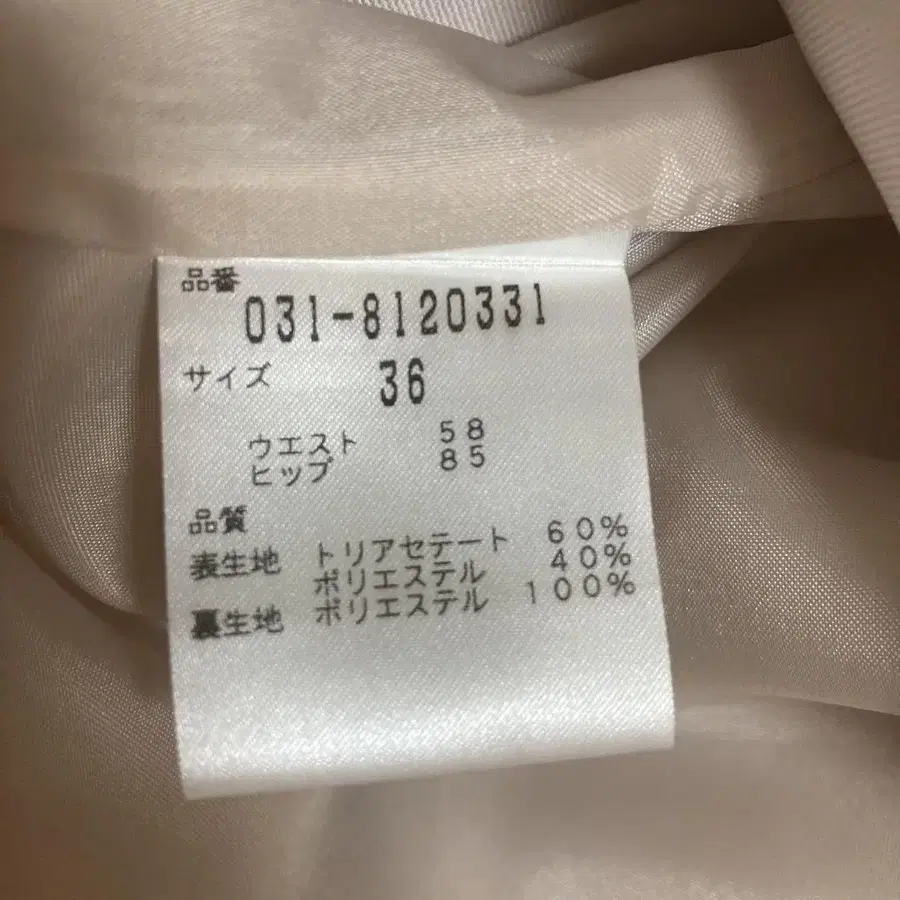 品番
031-8120331
サイズ 36
ウエスト 58
ヒップ 85
品質
表生地 トリアセテート 60%
ポリエステル 40%
裏生地 ポリエステル 100%